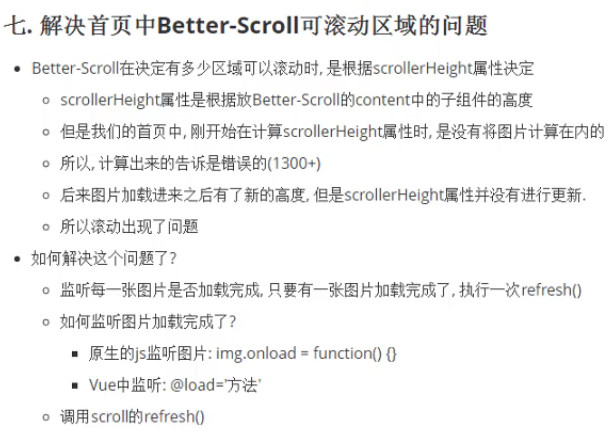 七. 解决首页中Better-Scroll可滚动区域的问题
Better-Scroll在决定有多少区域可以滚动时, 是根据scrollerHeight属性决定
scrollerHeight属性是根据放Better-Scroll的content中的子组件的高度
但是我们的首页中, 刚开始在计算scrollerHeight属性时, 是没有将图片计算在内的
所以, 计算出来的告诉是错误的(1300+)
后来图片加载进来之后有了新的高度, 但是scrollerHeight属性并没有进行更新.
所以滚动出现了问题
如何解决这个问题了?
监听每一张图片是否加载完成, 只要有一张图片加载完成了, 执行一次refresh()
如何监听图片加载完成了?
原生的js监听图片: img.onload = function() {}
Vue中监听: @load='方法'
调用scroll的refresh()